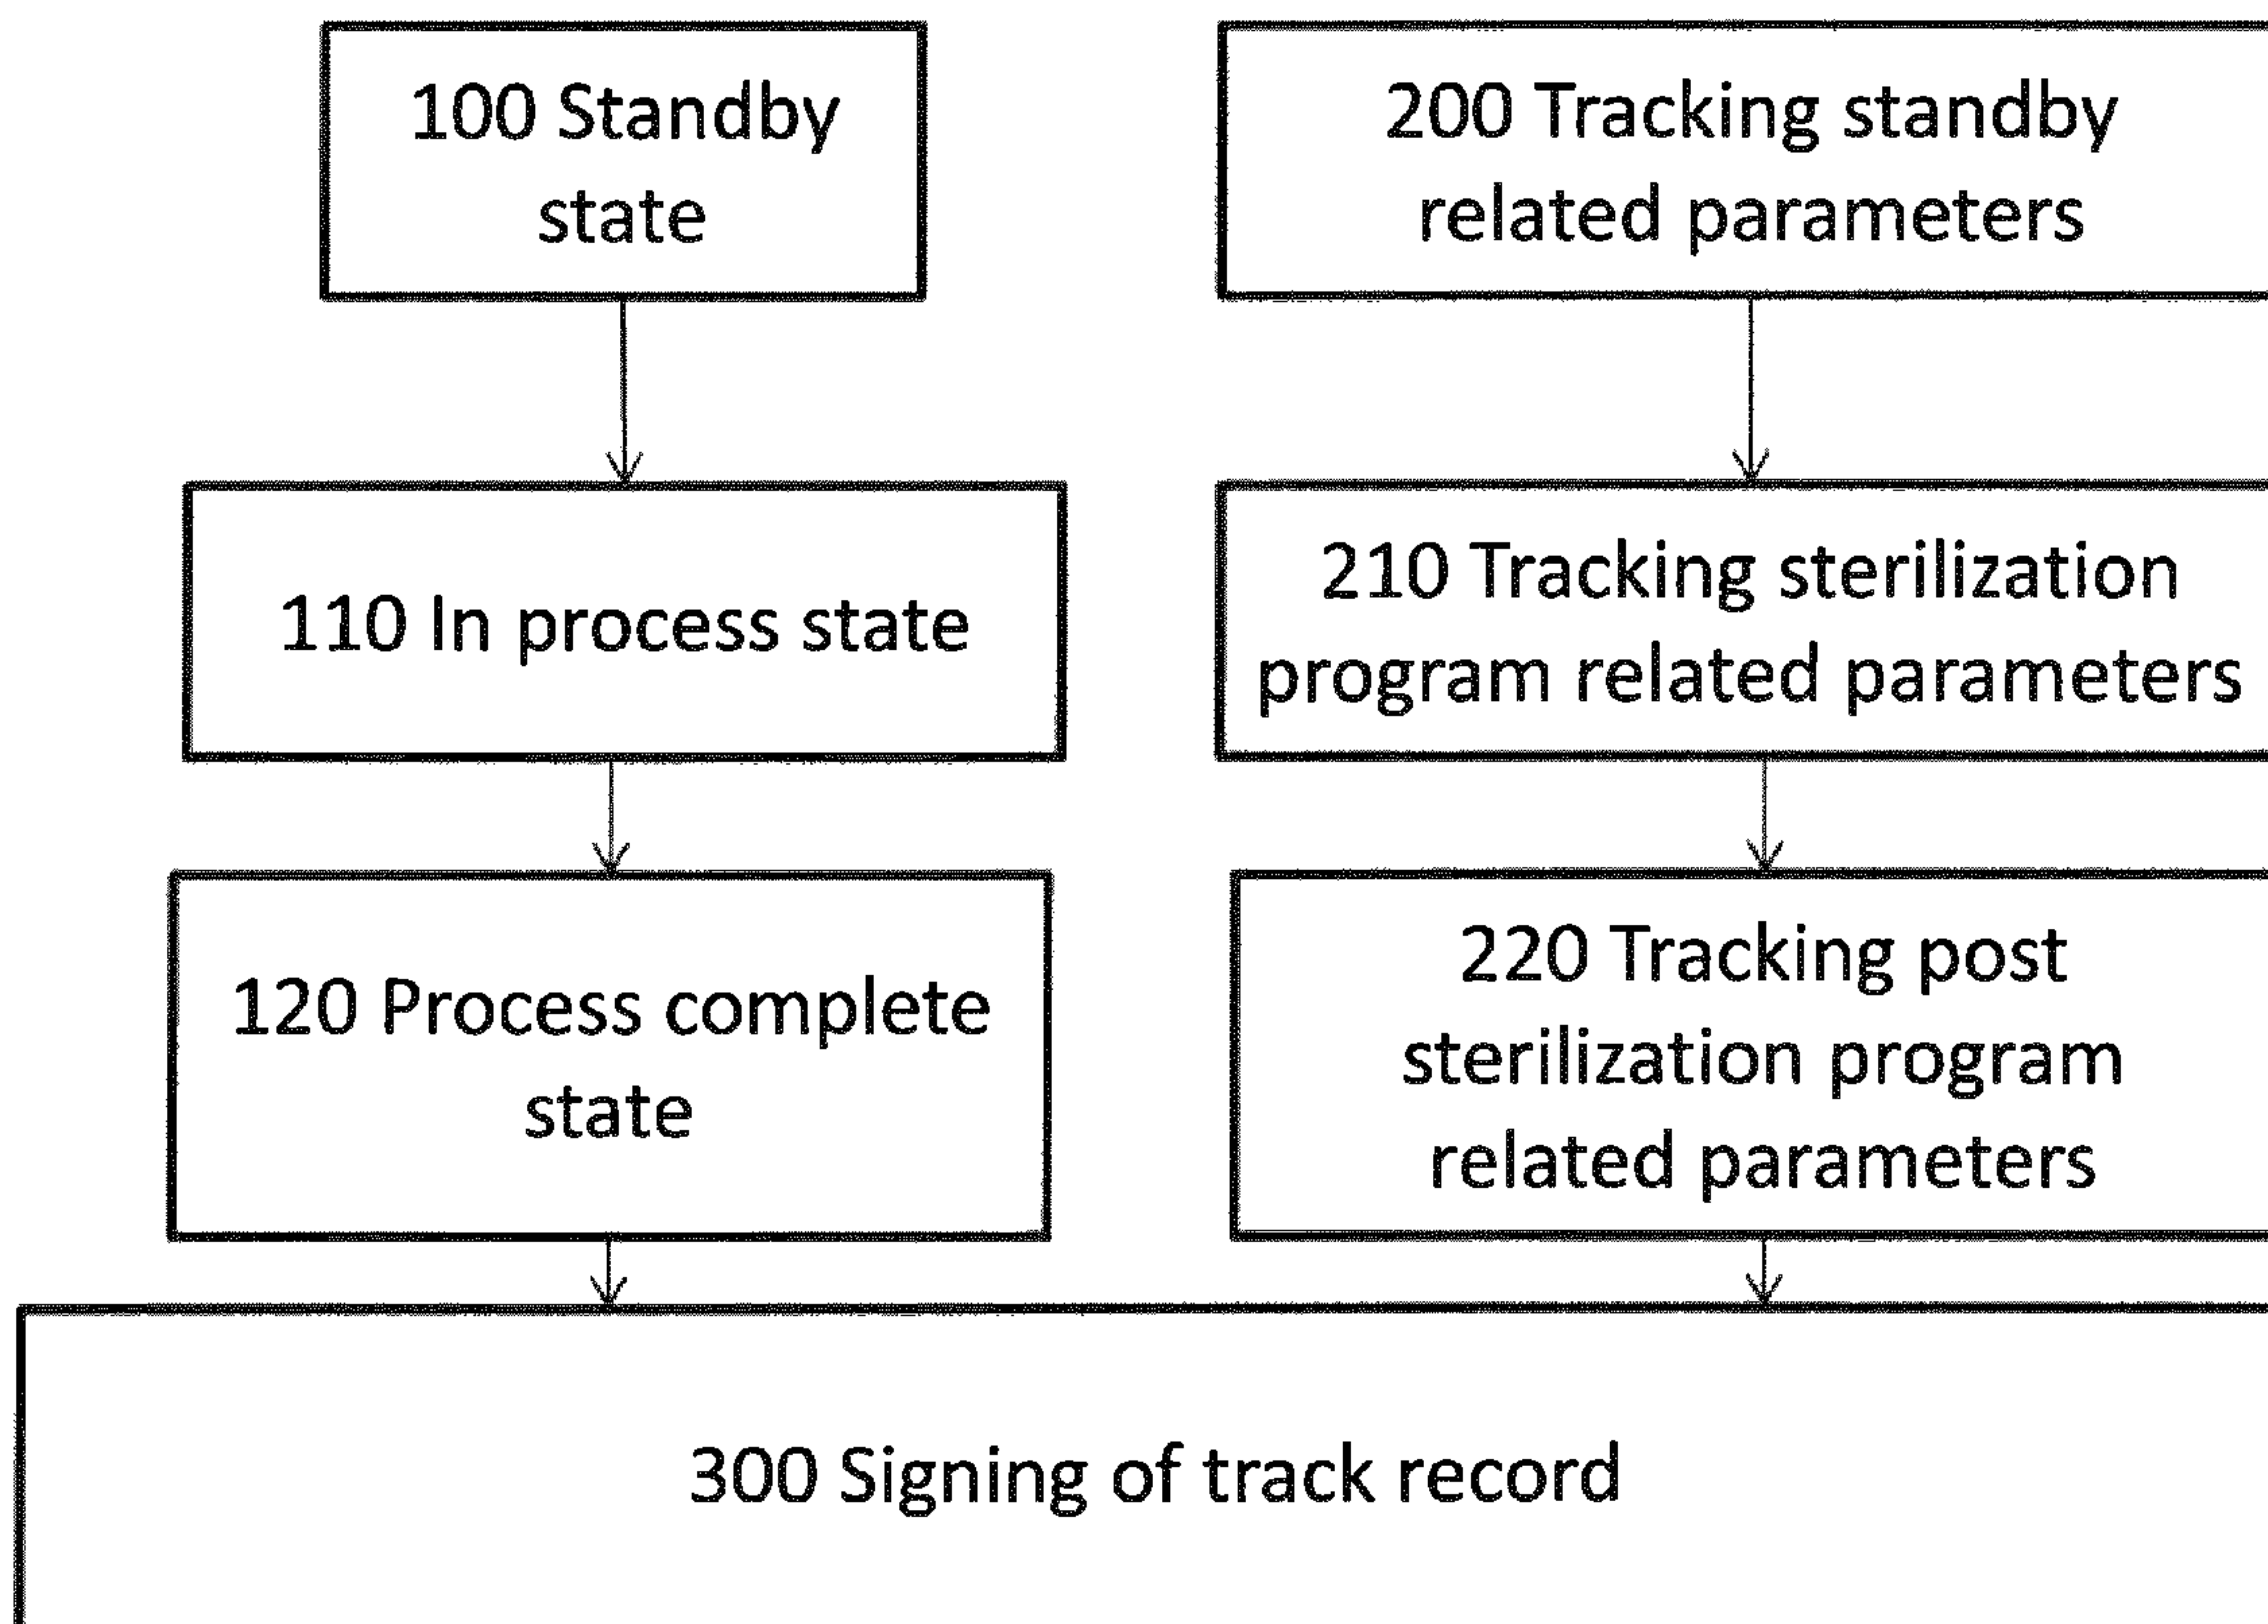 100 Standby
state
200 Tracking standby
related parameters
110 In process state
210 Tracking sterilization
program related parameters
120 Process complete
state
220 Tracking post
sterilization program
related parameters
300 Signing of track record